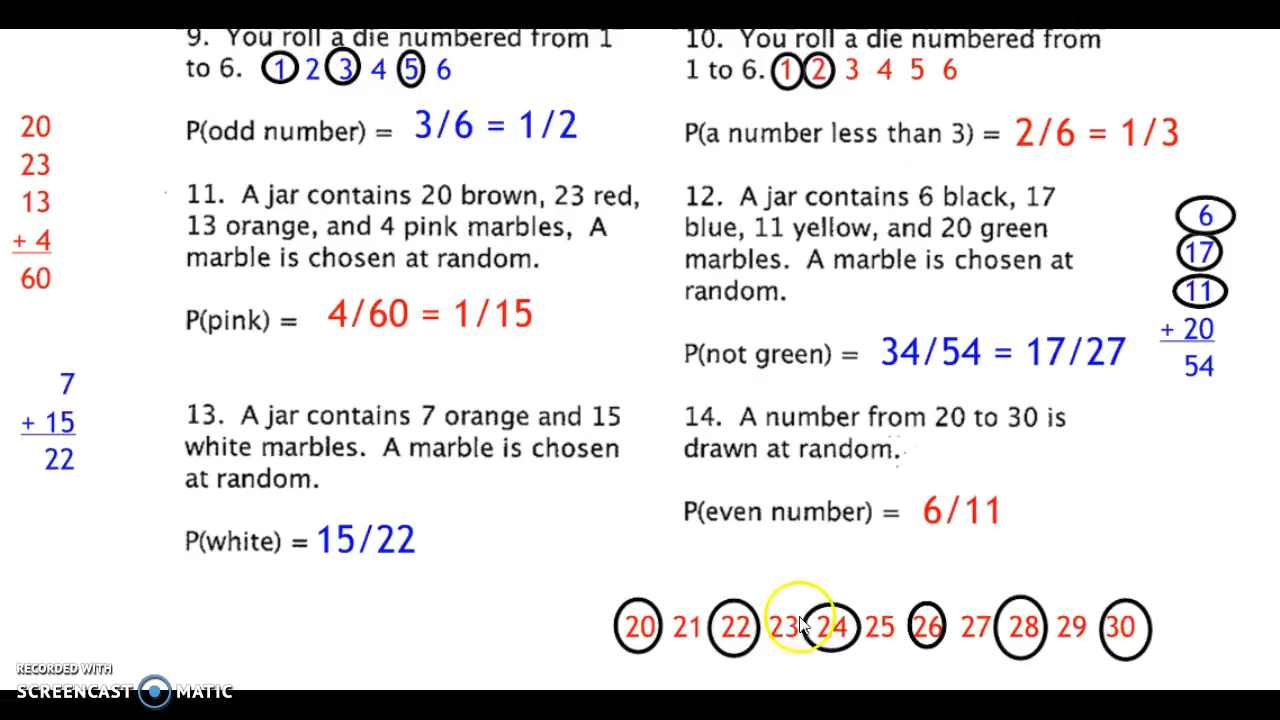 9. You roll a die numbered from 1
to 6. 1 2 3 4 5 6
P(odd number) = 3/6 = 1/2
10. You roll a die numbered from
1 to 6. 1 2 3 4 5 6
P(a number less than 3) = 2/6 = 1/3
20
23
13
+ 4
60
11. A jar contains 20 brown, 23 red,
13 orange, and 4 pink marbles, A
marble is chosen at random.
P(pink) = 4/60 = 1/15
12. A jar contains 6 black, 17
blue, 11 yellow, and 20 green
marbles. A marble is chosen at
random.
P(not green) = 34/54 = 17/27
6
17
11
+ 20
54
7
+ 15
22
13. A jar contains 7 orange and 15
white marbles. A marble is chosen
at random.
P(white) = 15/22
14. A number from 20 to 30 is
drawn at random.
P(even number) = 6/11
20 21 22 23 24 25 26 27 28 29 30
RECORDED WITH
SCREENCAST MATIC